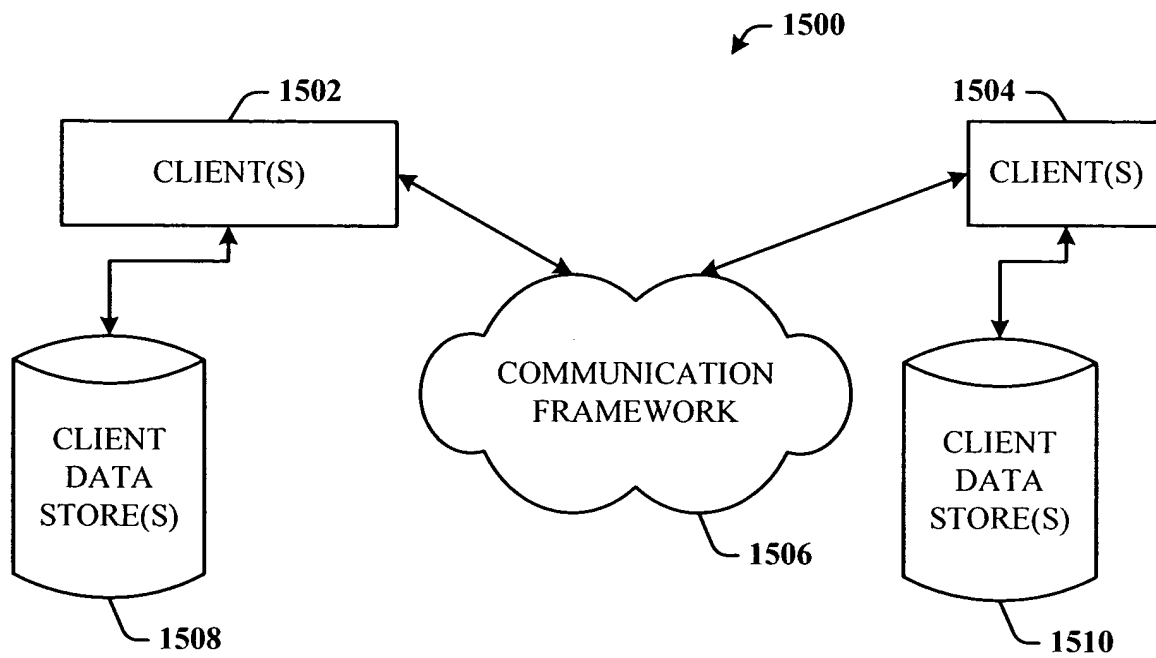 1500
1502
1504
CLIENT(S)
CLIENT(S)
COMMUNICATION
FRAMEWORK
CLIENT
DATA
STORE(S)
CLIENT
DATA
STORE(S)
1506
1508
1510